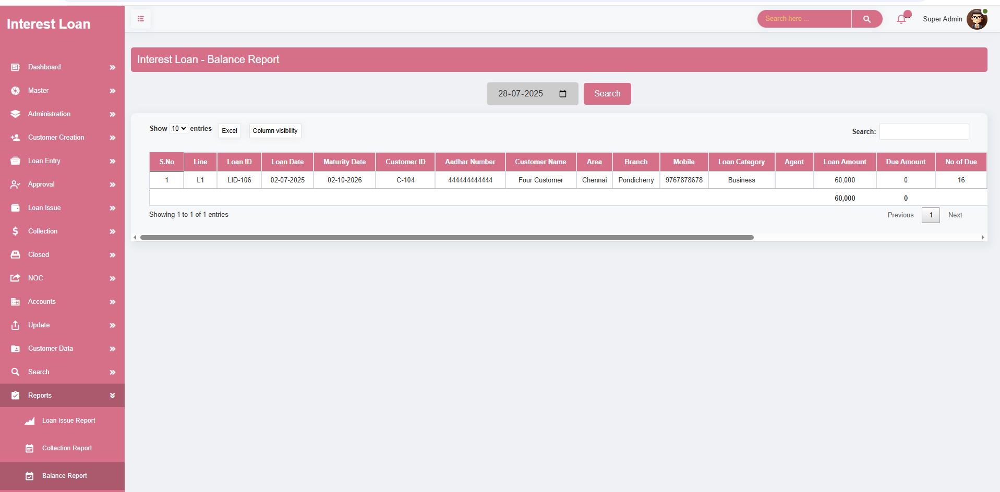 Interest Loan
Search here ...
Super Admin
Dashboard
Master
Administration
Customer Creation
Loan Entry
Approval
Loan Issue
Collection
Closed
NOC
Accounts
Update
Customer Data
Search
Reports
Loan Issue Report
Collection Report
Balance Report
Interest Loan - Balance Report
28-07-2025 Search
Show 10 entries Excel Column visibility Search:
S.No Line Loan ID Loan Date Maturity Date Customer ID Aadhar Number Customer Name Area Branch Mobile Loan Category Agent Loan Amount Due Amount No of Due
1 L1 LID-106 02-07-2025 02-10-2026 C-104 444444444444 Four Customer Chennai Pondicherry 9767878678 Business 60,000 0 16
60,000 0
Showing 1 to 1 of 1 entries Previous 1 Next